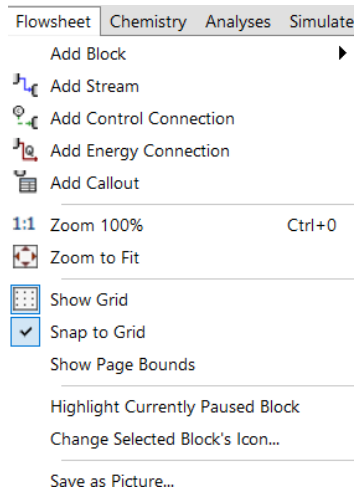 Flowsheet Chemistry Analyses Simulate
Add Block
Add Stream
Add Control Connection
Add Energy Connection
Add Callout
1:1 Zoom 100% Ctrl+0
Zoom to Fit
Show Grid
Snap to Grid
Show Page Bounds
Highlight Currently Paused Block
Change Selected Block's Icon...
Save as Picture...